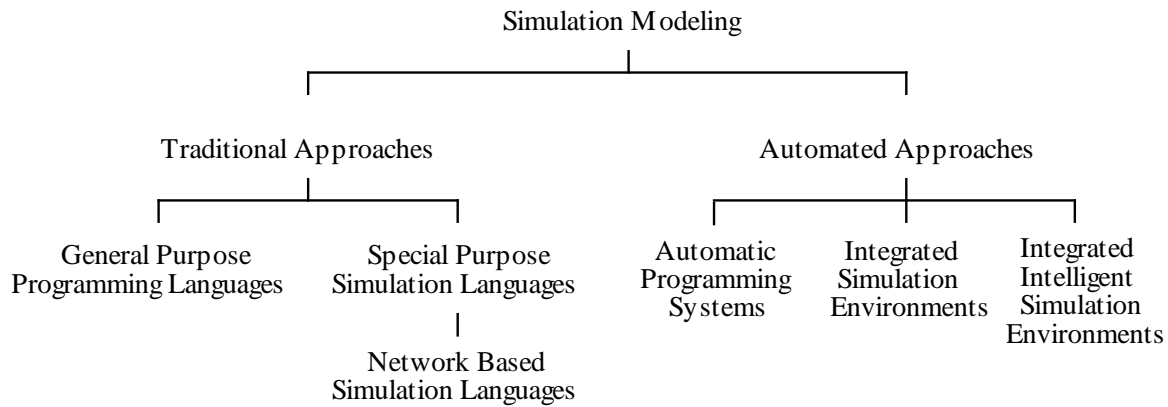 Simulation Modeling
Traditional Approaches
Automated Approaches
General Purpose
Programming Languages
Special Purpose
Simulation Languages
Network Based
Simulation Languages
Automatic
Programming
Systems
Integrated
Simulation
Environments
Integrated
Intelligent
Simulation
Environments